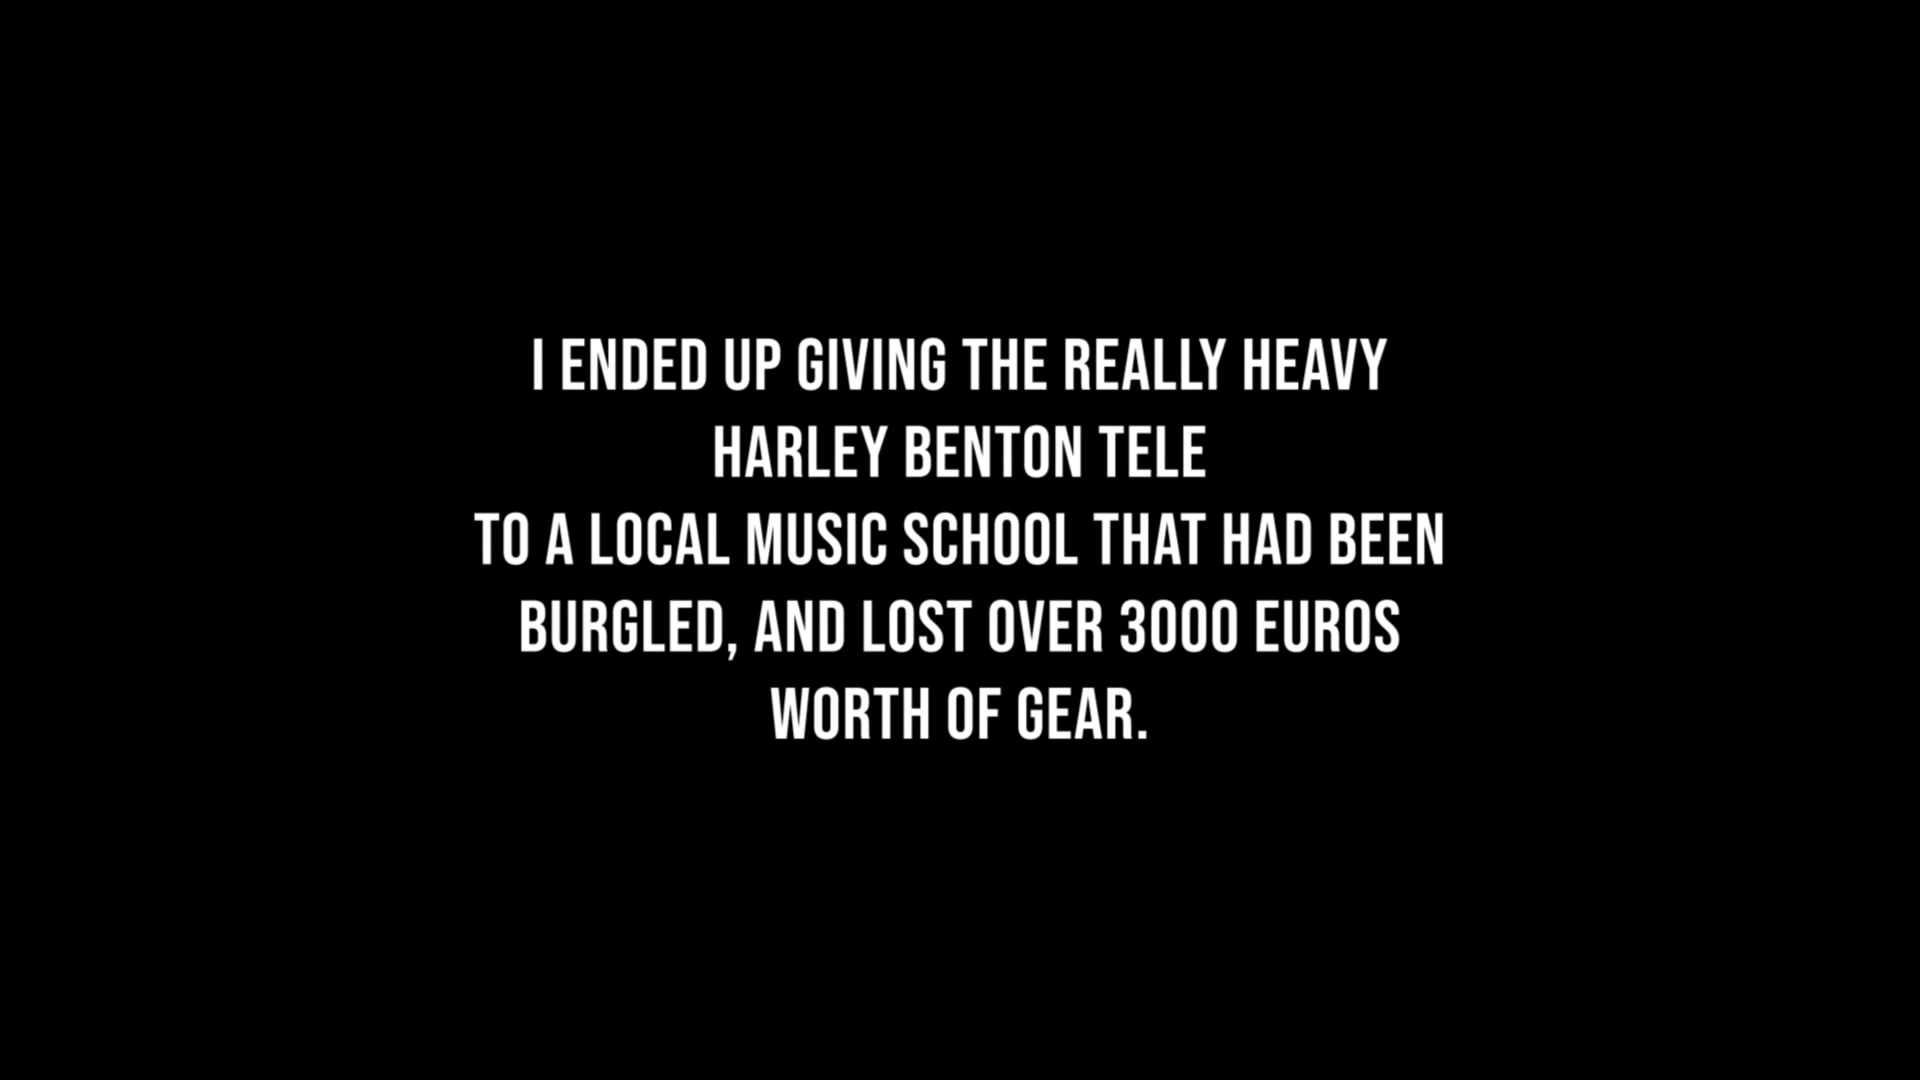 I ENDED UP GIVING THE REALLY HEAVY
HARLEY BENTON TELE
TO A LOCAL MUSIC SCHOOL THAT HAD BEEN
BURGLED, AND LOST OVER 3000 EUROS
WORTH OF GEAR.